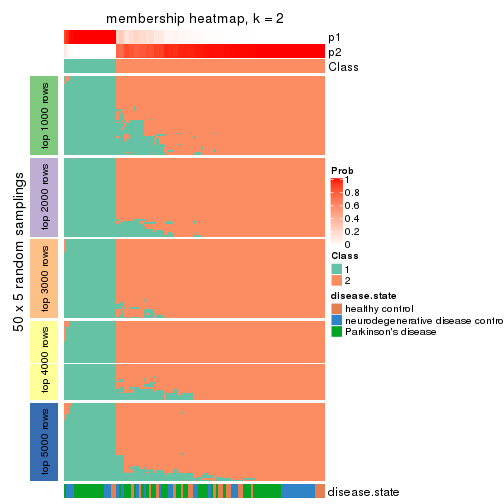 membership heatmap, k = 2
p1
p2
Class
50 x 5 random samplings
top 1000 rows
top 2000 rows
top 3000 rows
top 4000 rows
top 5000 rows
Prob
1
0.8
0.6
0.4
0.2
0
Class
1
2
disease.state
healthy control
neurodegenerative disease contro
Parkinson's disease
disease.state